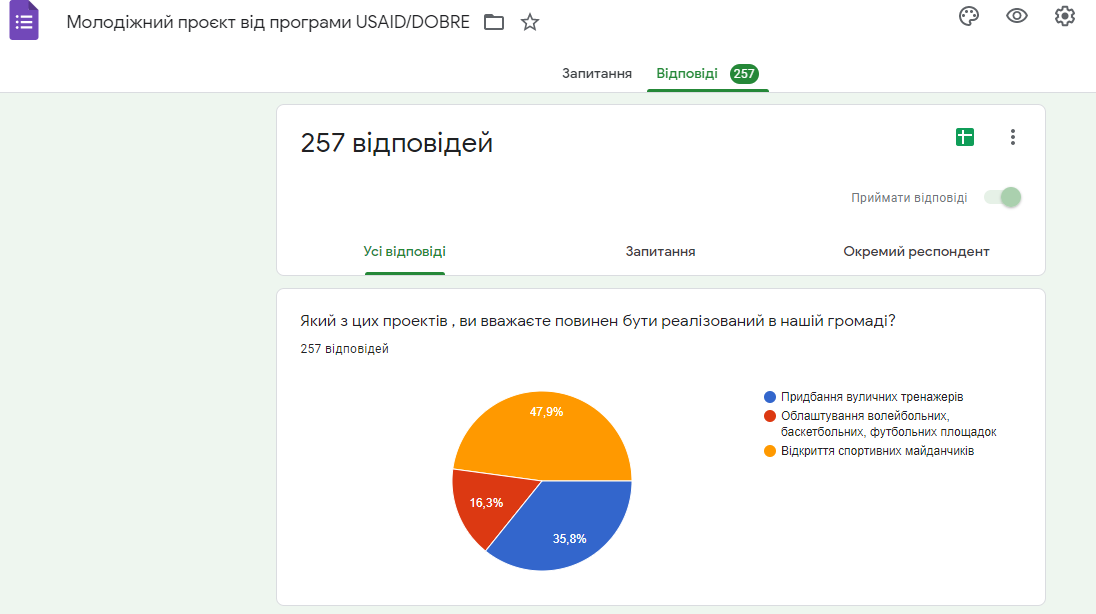 Молодіжний проєкт від програми USAID/DOBRE
Запитання
Відповіді 257
257 відповідей
Приймати відповіді
Усі відповіді
Запитання
Окремий респондент
Який з цих проектів , ви вважаєте повинен бути реалізований в нашій громаді?
257 відповідей
47,9%
16,3%
35,8%
Придбання вуличних тренажерів
Облаштування волейбольних,
баскетбольних, футбольних площадок
Відкриття спортивних майданчиків